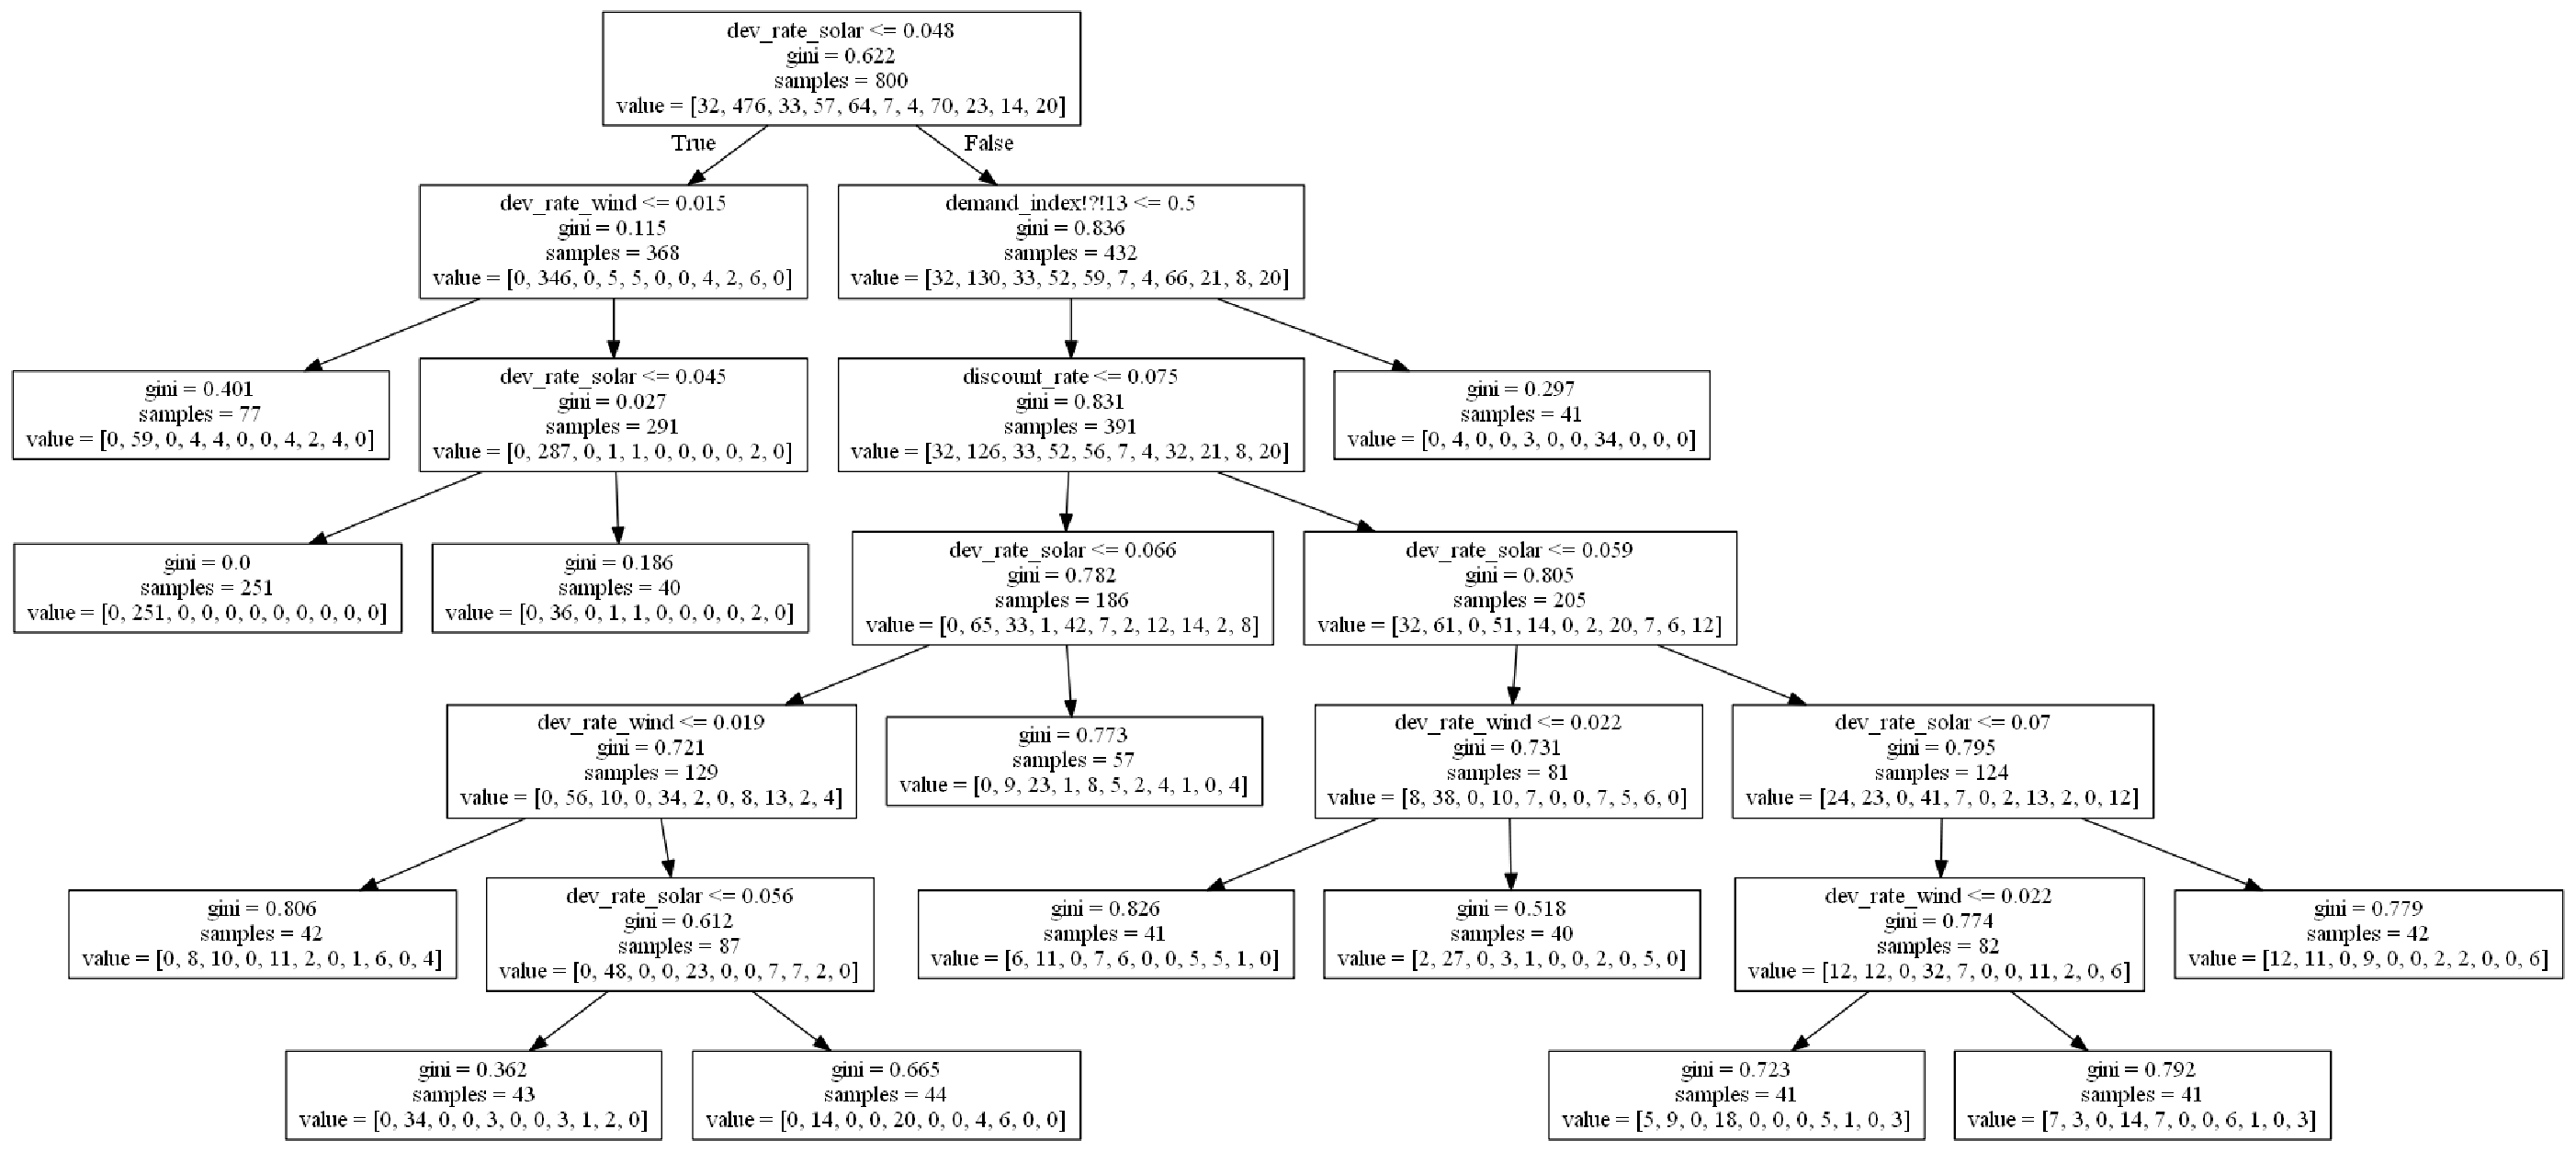 dev_rate_solar <= 0.048
gini = 0.622
samples = 800
value = [32, 476, 33, 57, 64, 7, 4, 70, 23, 14, 20]
True
False
dev_rate_wind <= 0.015
gini = 0.115
samples = 368
value = [0, 346, 0, 5, 5, 0, 0, 4, 2, 6, 0]
demand_index!?!13 <= 0.5
gini = 0.836
samples = 432
value = [32, 130, 33, 52, 59, 7, 4, 66, 21, 8, 20]
gini = 0.401
samples = 77
value = [0, 59, 0, 4, 4, 0, 0, 4, 2, 4, 0]
dev_rate_solar <= 0.045
gini = 0.027
samples = 291
value = [0, 287, 0, 1, 1, 0, 0, 0, 0, 2, 0]
discount_rate <= 0.075
gini = 0.831
samples = 391
value = [32, 126, 33, 52, 56, 7, 4, 32, 21, 8, 20]
gini = 0.297
samples = 41
value = [0, 4, 0, 0, 3, 0, 0, 34, 0, 0, 0]
gini = 0.0
samples = 251
value = [0, 251, 0, 0, 0, 0, 0, 0, 0, 0, 0]
gini = 0.186
samples = 40
value = [0, 36, 0, 1, 1, 0, 0, 0, 0, 2, 0]
dev_rate_solar <= 0.066
gini = 0.782
samples = 186
value = [0, 65, 33, 1, 42, 7, 2, 12, 14, 2, 8]
dev_rate_solar <= 0.059
gini = 0.805
samples = 205
value = [32, 61, 0, 51, 14, 0, 2, 20, 7, 6, 12]
dev_rate_wind <= 0.019
gini = 0.721
samples = 129
value = [0, 56, 10, 0, 34, 2, 0, 8, 13, 2, 4]
gini = 0.773
samples = 57
value = [0, 9, 23, 1, 8, 5, 2, 4, 1, 0, 4]
dev_rate_wind <= 0.022
gini = 0.731
samples = 81
value = [8, 38, 0, 10, 7, 0, 0, 7, 5, 6, 0]
dev_rate_solar <= 0.07
gini = 0.795
samples = 124
value = [24, 23, 0, 41, 7, 0, 2, 13, 2, 0, 12]
gini = 0.806
samples = 42
value = [0, 8, 10, 0, 11, 2, 0, 1, 6, 0, 4]
dev_rate_solar <= 0.056
gini = 0.612
samples = 87
value = [0, 48, 0, 0, 23, 0, 0, 7, 7, 2, 0]
gini = 0.826
samples = 41
value = [6, 11, 0, 7, 6, 0, 0, 5, 5, 1, 0]
gini = 0.518
samples = 40
value = [2, 27, 0, 3, 1, 0, 0, 2, 0, 5, 0]
dev_rate_wind <= 0.022
gini = 0.774
samples = 82
value = [12, 12, 0, 32, 7, 0, 0, 11, 2, 0, 6]
gini = 0.779
samples = 42
value = [12, 11, 0, 9, 0, 0, 2, 2, 0, 0, 6]
gini = 0.362
samples = 43
value = [0, 34, 0, 0, 3, 0, 0, 3, 1, 2, 0]
gini = 0.665
samples = 44
value = [0, 14, 0, 0, 20, 0, 0, 4, 6, 0, 0]
gini = 0.723
samples = 41
value = [5, 9, 0, 18, 0, 0, 0, 5, 1, 0, 3]
gini = 0.792
samples = 41
value = [7, 3, 0, 14, 7, 0, 0, 6, 1, 0, 3]